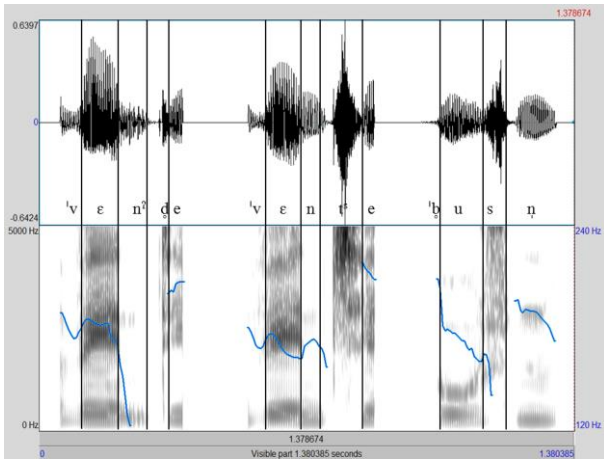 1.378674
0.6397
0
ˈv ɛ nˀ d̥ e ˈv ɛ n t̪ˢ e ˈb̥ u s n̩
-0.6424
5000 Hz 240 Hz
0 Hz 120 Hz
1.378674
0 Visible part 1.380385 seconds 1.380385